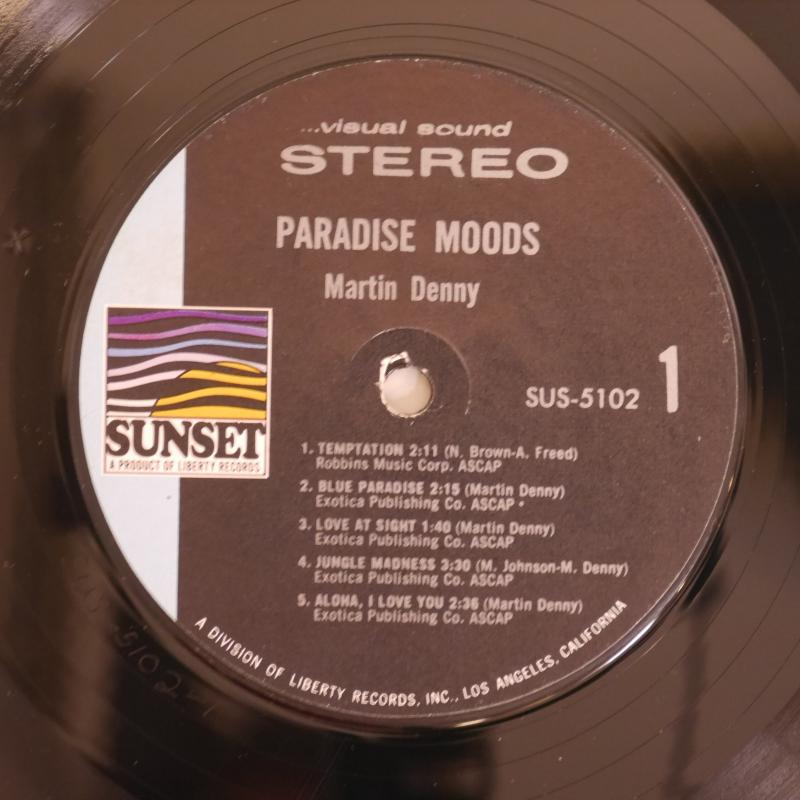 ...visual sound
STEREO
PARADISE MOODS
Martin Denny
SUS-5102
1
SUNSET
A PRODUCT OF LIBERTY RECORDS
1. TEMPTATION 2:11 (N. Brown-A. Freed)
Robbins Music Corp. ASCAP
2. BLUE PARADISE 2:15 (Martin Denny)
Exotica Publishing Co. ASCAP •
3. LOVE AT SIGHT 1:40 (Martin Denny)
Exotica Publishing Co. ASCAP
4. JUNGLE MADNESS 3:30 (M. Johnson-M. Denny)
Exotica Publishing Co. ASCAP
5. ALOHA, I LOVE YOU 2:36 (Martin Denny)
Exotica Publishing Co. ASCAP
A DIVISION OF LIBERTY RECORDS, INC., LOS ANGELES, CALIFORNIA